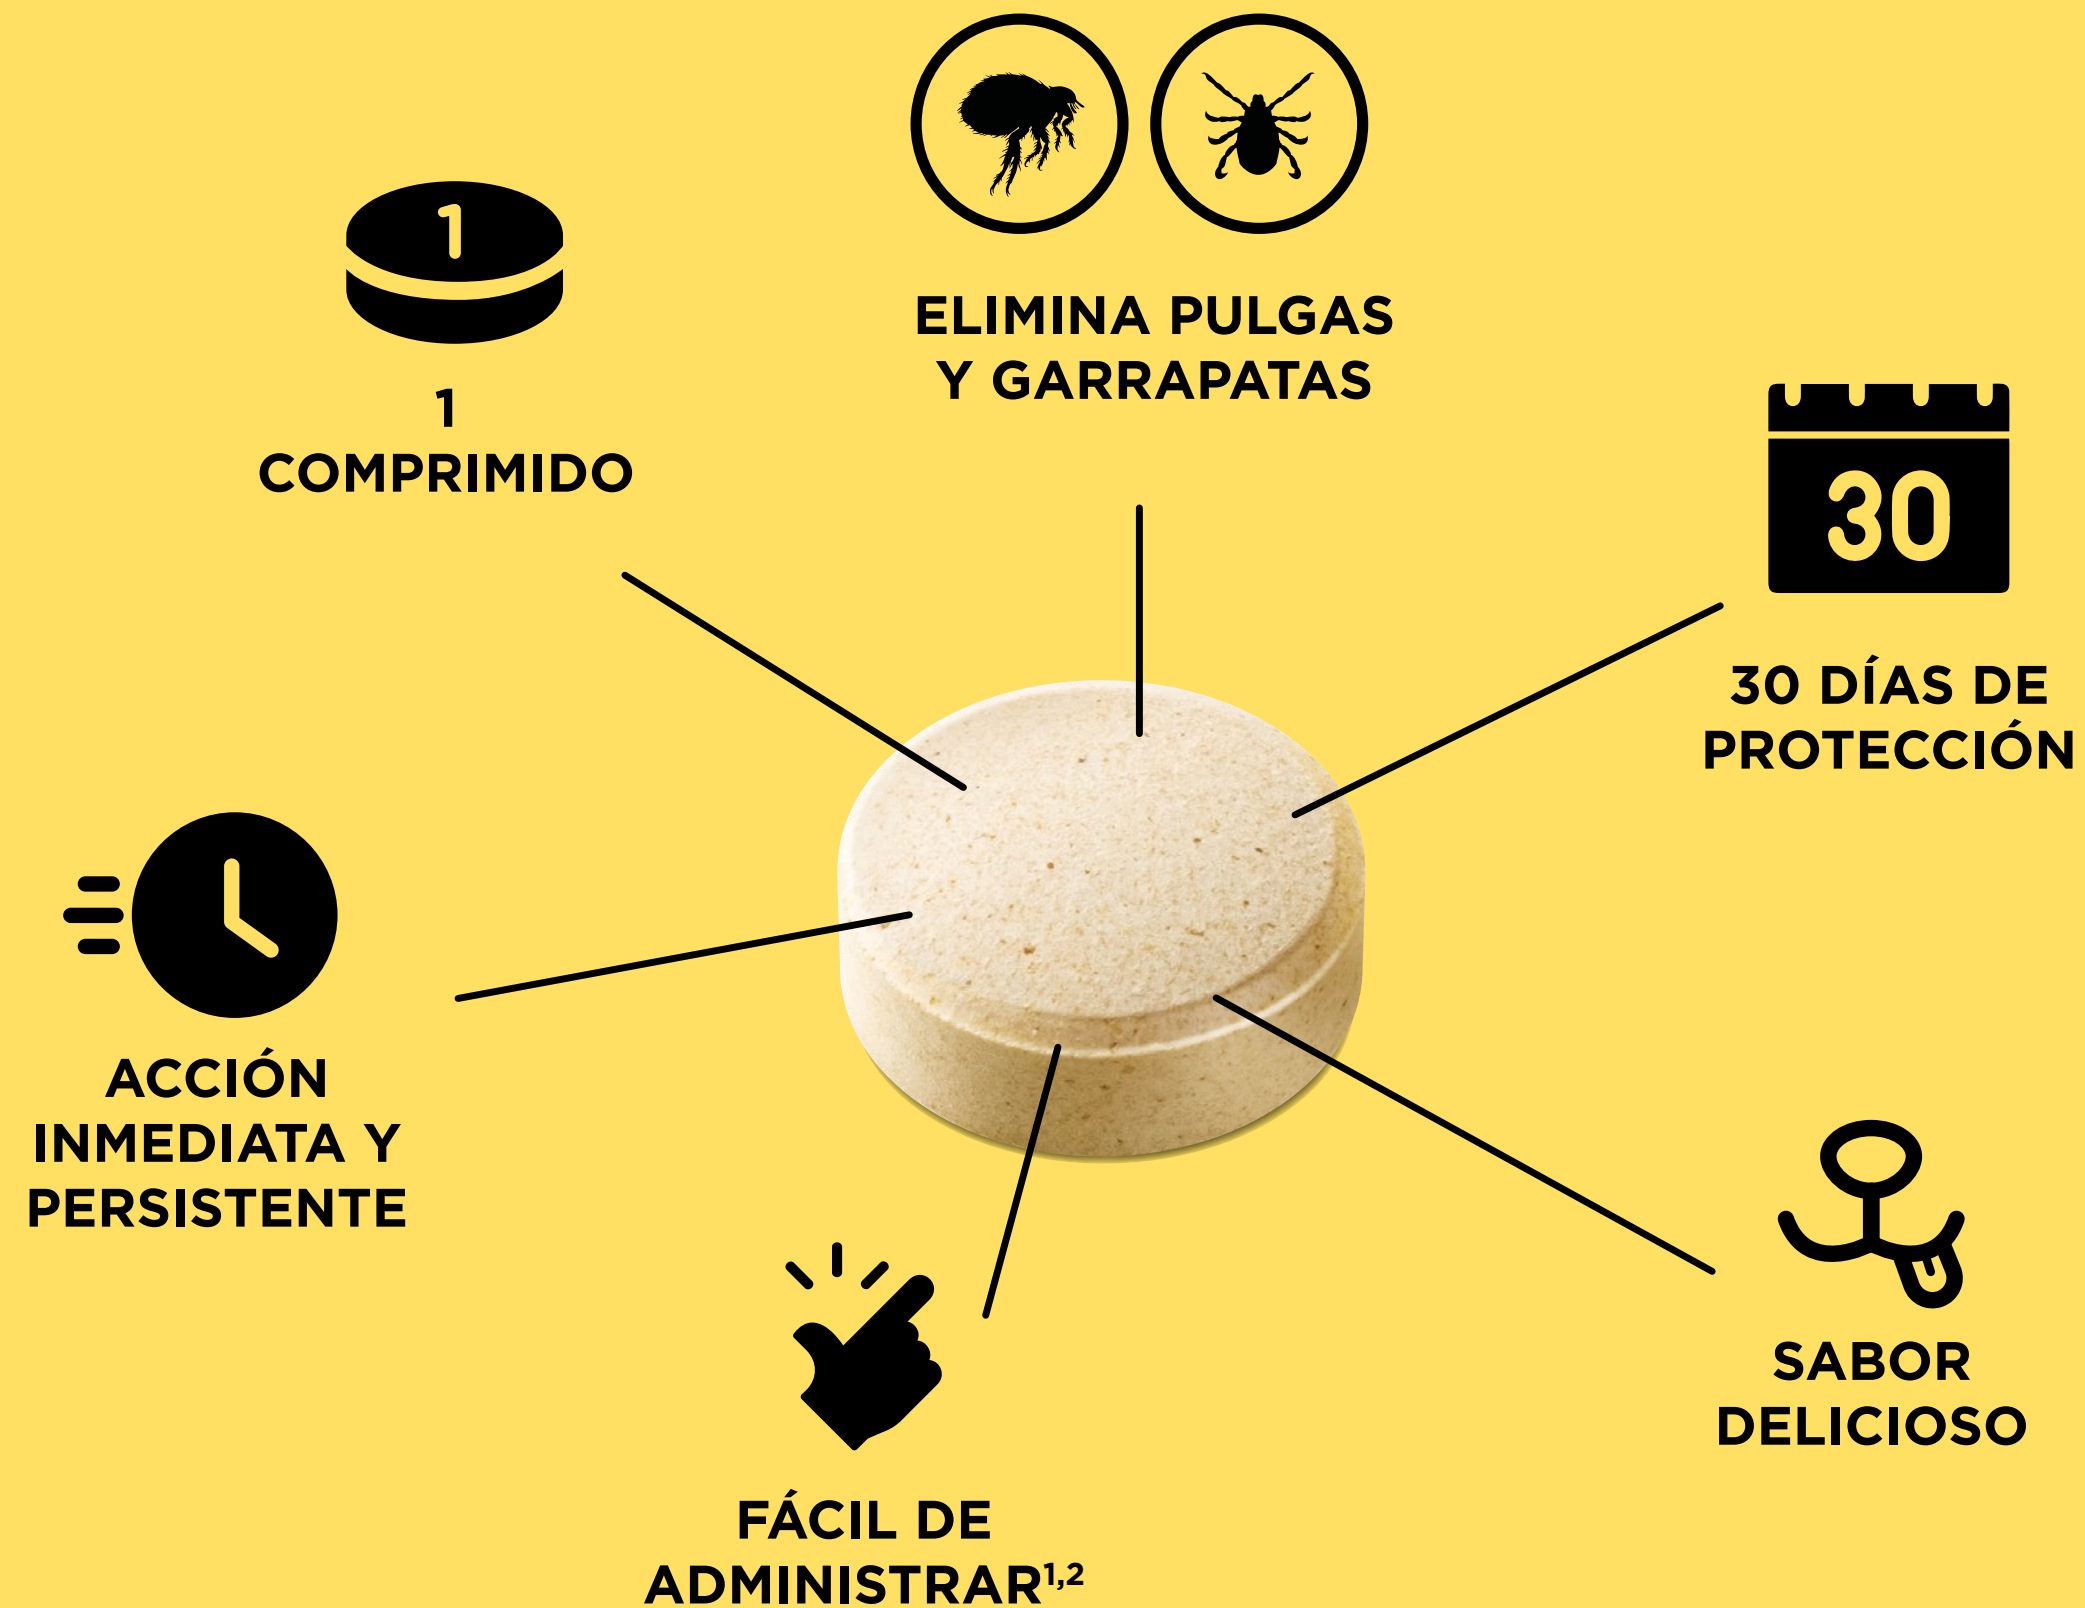 1
1
COMPRIMIDO
ELIMINA PULGAS
Y GARRAPATAS
30
30 DÍAS DE
PROTECCIÓN
ACCIÓN
INMEDIATA Y
PERSISTENTE
FÁCIL DE
ADMINISTRAR¹,²
SABOR
DELICIOSO